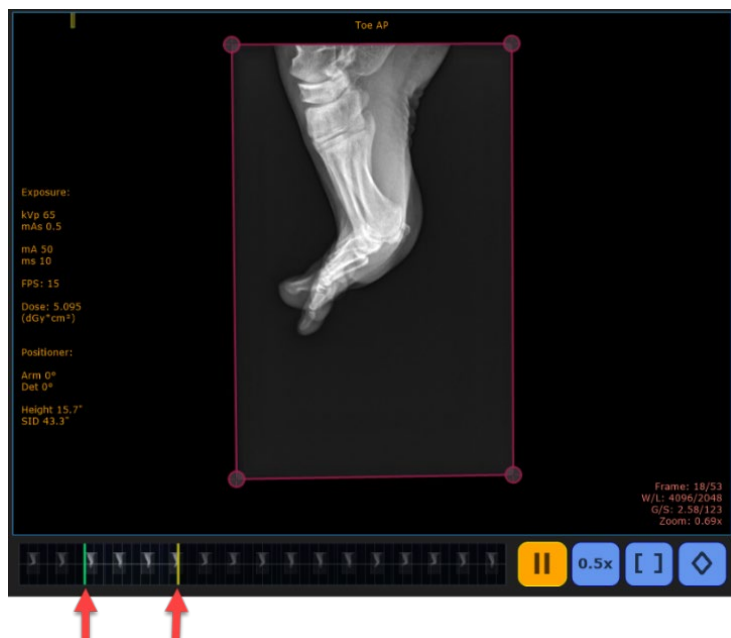 Toe AP
Exposure:
kVp 65
mAs 0.5
mA 50
ms 10
FPS: 15
Dose: 5.095
(dGy*cm²)
Positioner:
Arm 0°
Det 0°
Height 15.7"
SID 43.3"
Frame: 18/53
W/L: 4096/2048
G/S: 2.58/123
Zoom: 0.69x
0.5x
[ ]